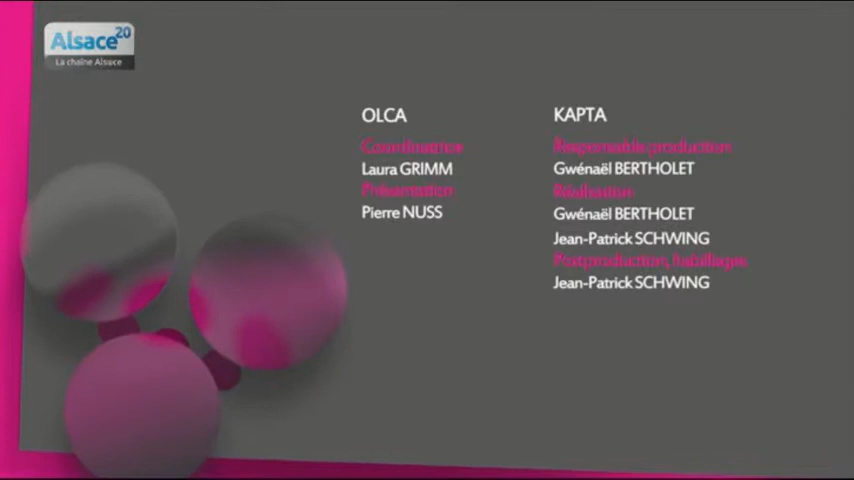 Alsace20
La chaîne Alsace
OLCA
Coordination
Laura GRIMM
Présentation
Pierre NUSS
KAPTA
Responsable production
Gwénaël BERTHOLET
Réalisation
Gwénaël BERTHOLET
Jean-Patrick SCHWING
Postproduction, habillage
Jean-Patrick SCHWING